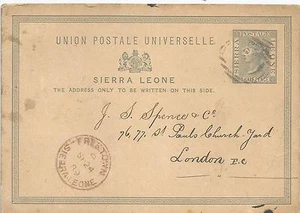 UNION POSTALE UNIVERSELLE
SIERRA LEONE
THE ADDRESS ONLY TO BE WRITTEN ON THIS SIDE.
SIERRA
J. S. Spence & Co.
76, 77, St Pauls Church-Yard
London E C
FREETOWN
SIERRA-LEONE